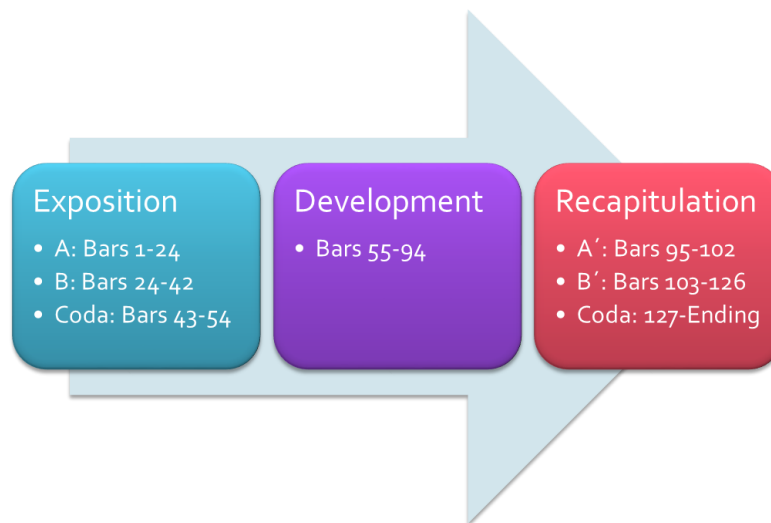 Exposition
• A: Bars 1-24
• B: Bars 24-42
• Coda: Bars 43-54
Development
• Bars 55-94
Recapitulation
• A´: Bars 95-102
• B´: Bars 103-126
• Coda: 127-Ending